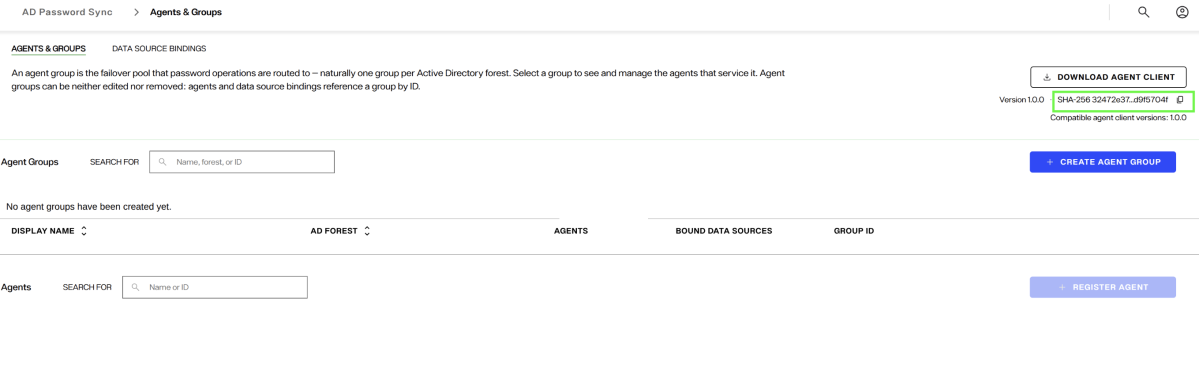 AD Password Sync > Agents & Groups
AGENTS & GROUPS DATA SOURCE BINDINGS
An agent group is the failover pool that password operations are routed to – naturally one group per Active Directory forest. Select a group to see and manage the agents that service it. Agent
groups can be neither edited nor removed: agents and data source bindings reference a group by ID.
DOWNLOAD AGENT CLIENT
Version 1.0.0 · SHA-256 32472e37...d9f5704f
Compatible agent client versions: 1.0.0
Agent Groups SEARCH FOR Name, forest, or ID + CREATE AGENT GROUP
No agent groups have been created yet.
DISPLAY NAME AD FOREST AGENTS BOUND DATA SOURCES GROUP ID
Agents SEARCH FOR Name or ID + REGISTER AGENT